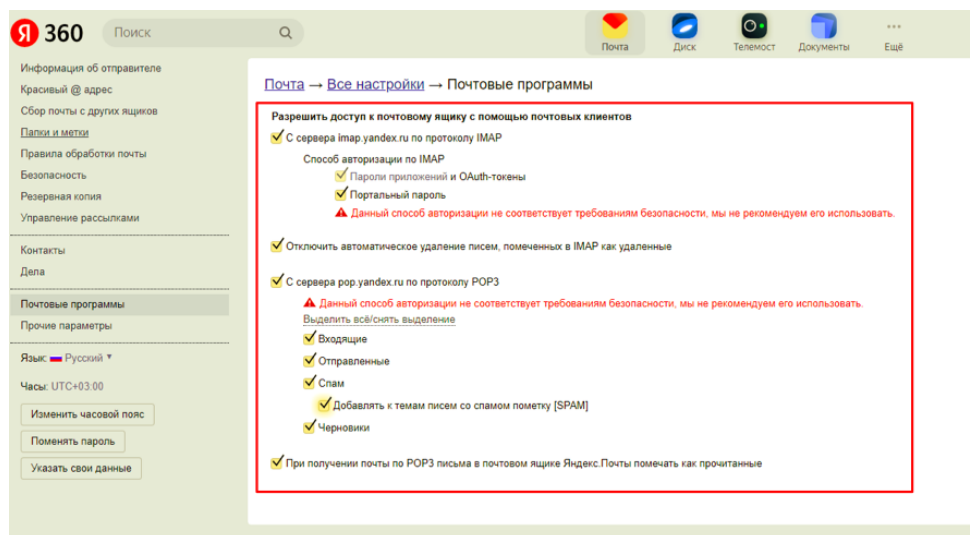 Я 360
Поиск
Почта
Диск
Телемост
Документы
Ещё
Информация об отправителе
Красивый @ адрес
Сбор почты с других ящиков
Папки и метки
Правила обработки почты
Безопасность
Резервная копия
Управление рассылками
Контакты
Дела
Почтовые программы
Прочие параметры
Язык: Русский
Часы: UTC+03:00
Изменить часовой пояс
Поменять пароль
Указать свои данные
Почта → Все настройки → Почтовые программы
Разрешить доступ к почтовому ящику с помощью почтовых клиентов
С сервера imap.yandex.ru по протоколу IMAP
Способ авторизации по IMAP
Пароли приложений и OAuth-токены
Портальный пароль
Данный способ авторизации не соответствует требованиям безопасности, мы не рекомендуем его использовать.
Отключить автоматическое удаление писем, помеченных в IMAP как удаленные
С сервера pop.yandex.ru по протоколу POP3
Данный способ авторизации не соответствует требованиям безопасности, мы не рекомендуем его использовать.
Выделить всё/снять выделение
Входящие
Отправленные
Спам
Добавлять к темам писем со спамом пометку [SPAM]
Черновики
При получении почты по POP3 письма в почтовом ящике Яндекс.Почты помечать как прочитанные